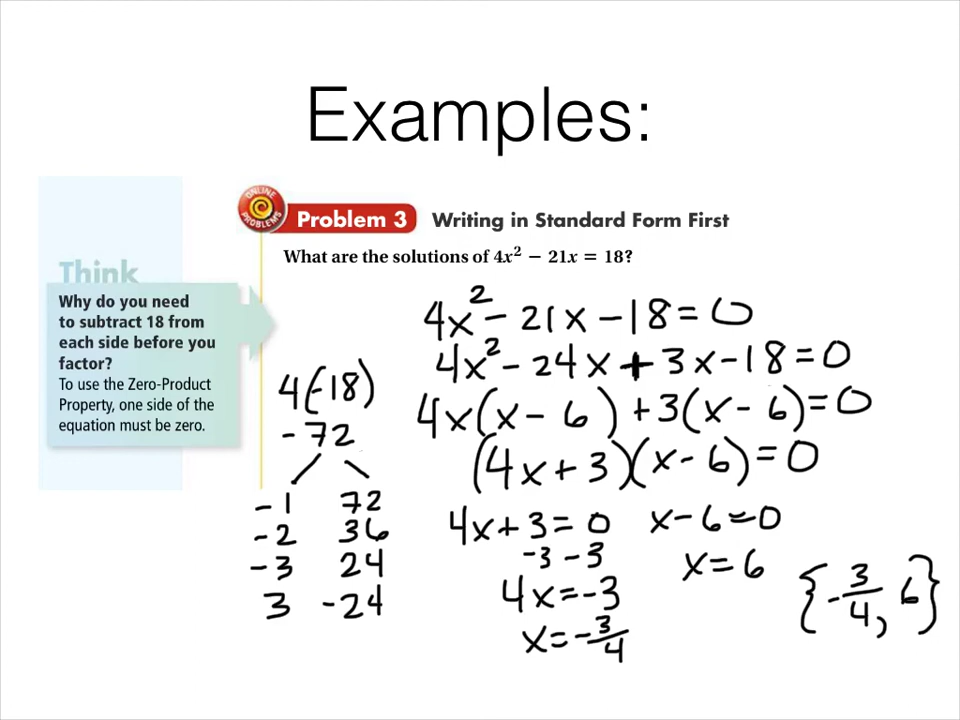 Examples:
ONLINE PROBLEMS
Problem 3 Writing in Standard Form First
What are the solutions of 4x² − 21x = 18?
Think
Why do you need
to subtract 18 from
each side before you
factor?
To use the Zero-Product
Property, one side of the
equation must be zero.
4(-18)
-72
-1 72
-2 36
-3 24
3 -24
4x² - 21x - 18 = 0
4x² - 24x + 3x - 18 = 0
4x(x - 6) + 3(x - 6) = 0
(4x + 3)(x - 6) = 0
4x + 3 = 0 x - 6 = 0
-3 -3 x = 6
4x = -3
x = -3/4
{-3/4, 6}